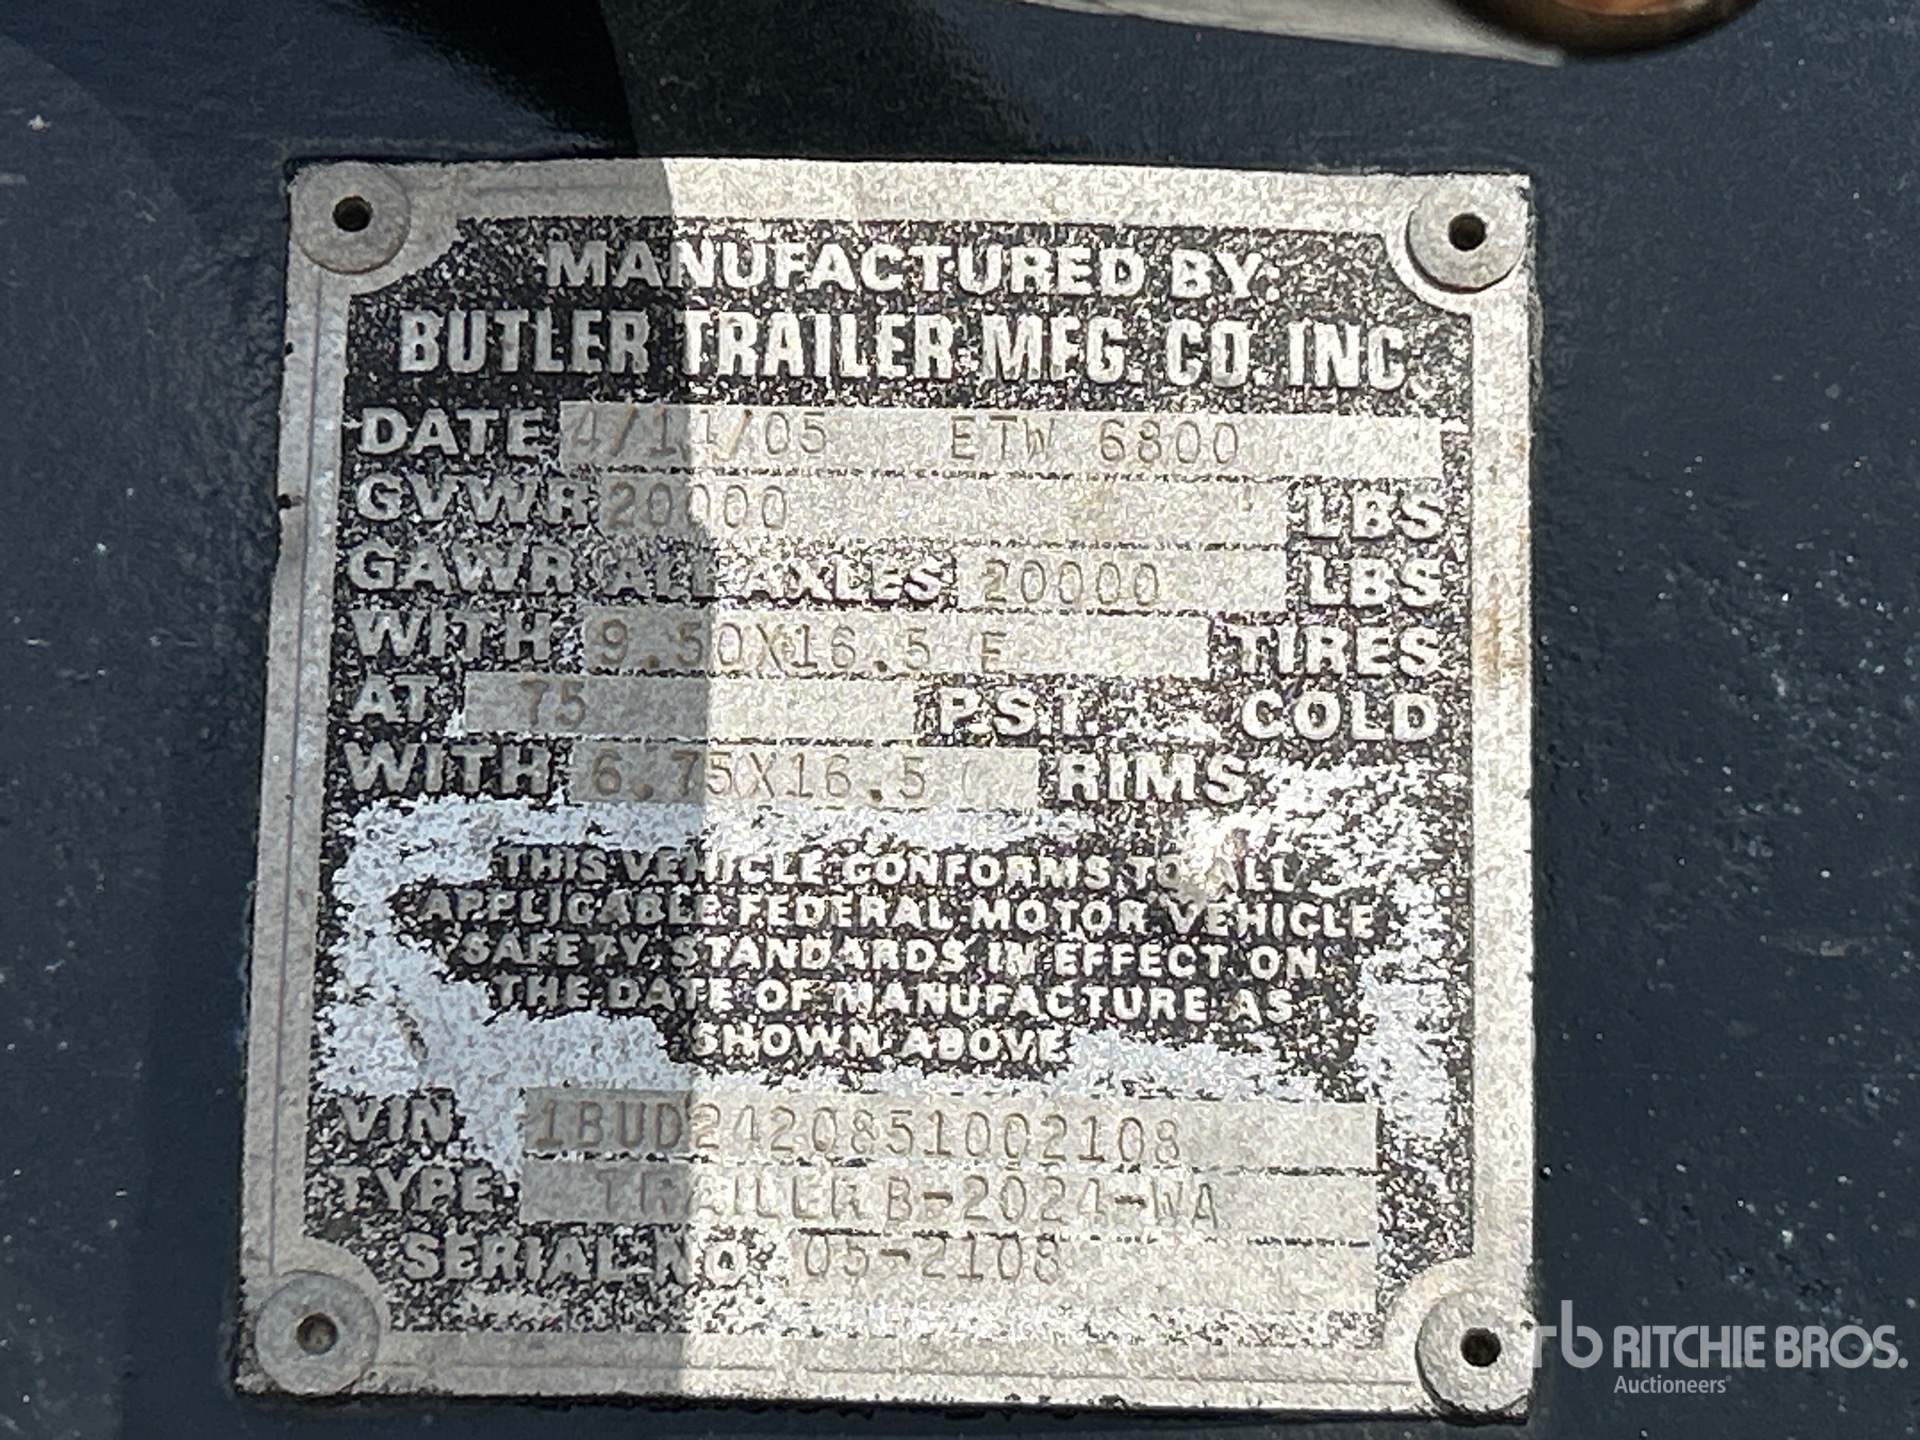 MANUFACTURED BY:
BUTLER TRAILER MFG. CO. INC.
DATE 4/14/05 ETW 6800
GVWR 20000 LBS
GAWR ALL AXLES 20000 LBS
WITH 9.50X16.5 E TIRES
AT 75 P.S.I. COLD
WITH 6.75X16.5 RIMS
THIS VEHICLE CONFORMS TO ALL
APPLICABLE FEDERAL MOTOR VEHICLE
SAFETY STANDARDS IN EFFECT ON
THE DATE OF MANUFACTURE AS
SHOWN ABOVE
VIN 1BUD2420851002108
TYPE TRAILER B-2024-WA
SERIAL NO. 05-2108
rb RITCHIE BROS.
Auctioneers